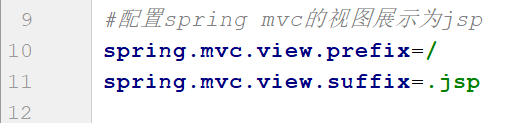 9 #配置spring mvc的视图展示为jsp
10 spring.mvc.view.prefix=/
11 spring.mvc.view.suffix=.jsp
12